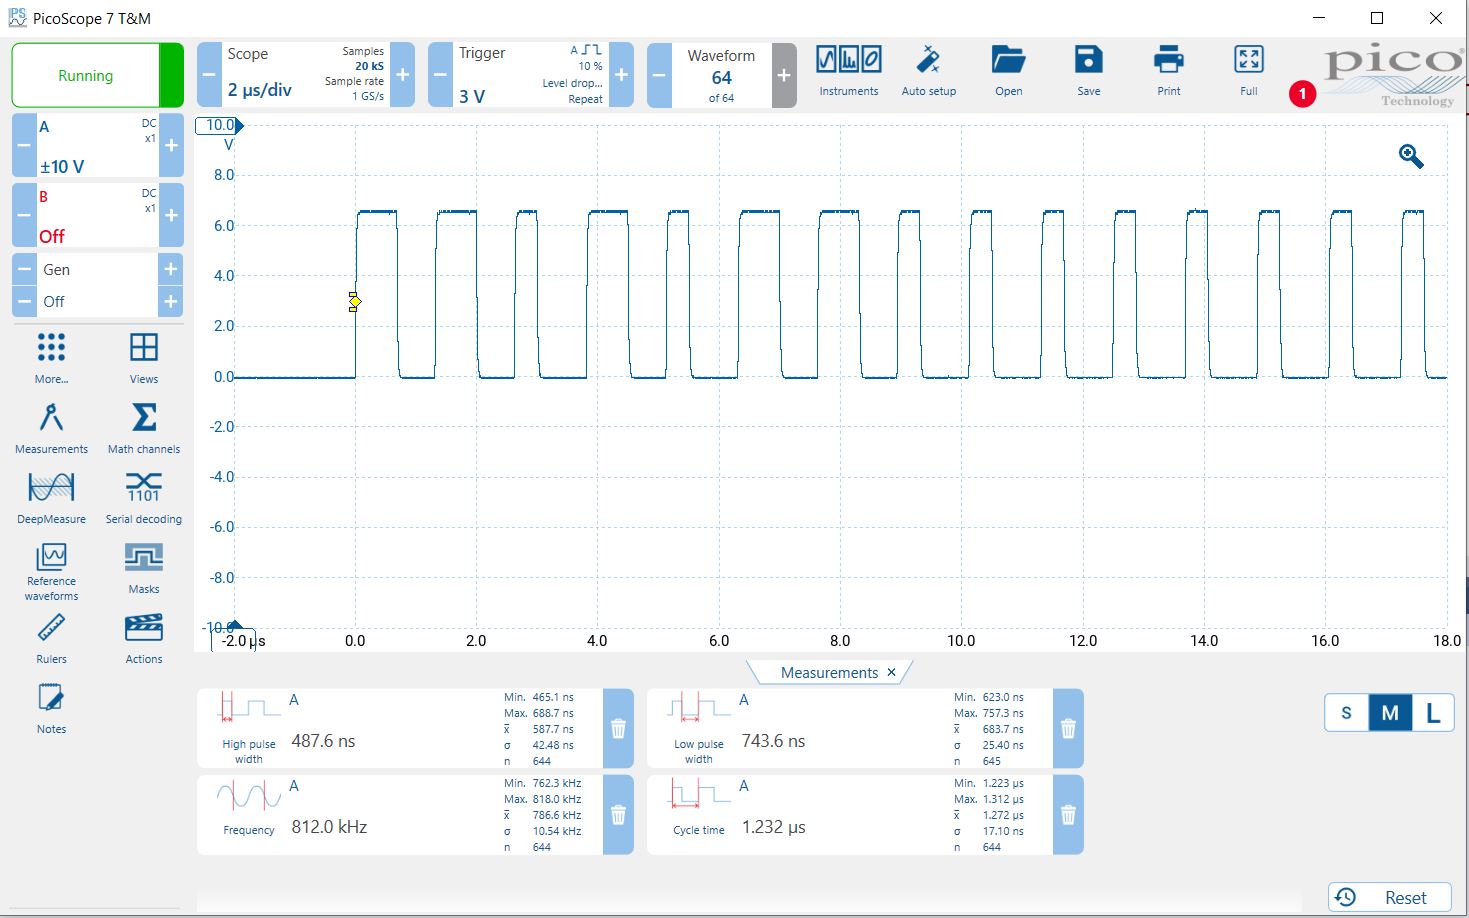 PS
PicoScope 7 T&M
Running
Scope
2 µs/div
Samples
20 kS
Sample rate
1 GS/s
Trigger
3 V
A
10 %
Level drop...
Repeat
Waveform
64
of 64
Instruments
Auto setup
Open
Save
Print
Full
1
pico
Technology
A
DC
x1
±10 V
B
DC
x1
Off
Gen
Off
More...
Views
Measurements
Math channels
1101
DeepMeasure
Serial decoding
Reference
waveforms
Masks
Rulers
Actions
Notes
10.0
V
8.0
6.0
4.0
2.0
0.0
-2.0
-4.0
-6.0
-8.0
-10.0
-2.0 µs
0.0
2.0
4.0
6.0
8.0
10.0
12.0
14.0
16.0
18.0
Measurements ×
A
High pulse
width
487.6 ns
Min. 465.1 ns
Max. 688.7 ns
x̅ 587.7 ns
σ 42.48 ns
n 644
A
Low pulse
width
743.6 ns
Min. 623.0 ns
Max. 757.3 ns
x̅ 683.7 ns
σ 25.40 ns
n 645
A
Frequency
812.0 kHz
Min. 762.3 kHz
Max. 818.0 kHz
x̅ 786.6 kHz
σ 10.54 kHz
n 644
A
Cycle time
1.232 µs
Min. 1.223 µs
Max. 1.312 µs
x̅ 1.272 µs
σ 17.10 ns
n 644
S
M
L
Reset